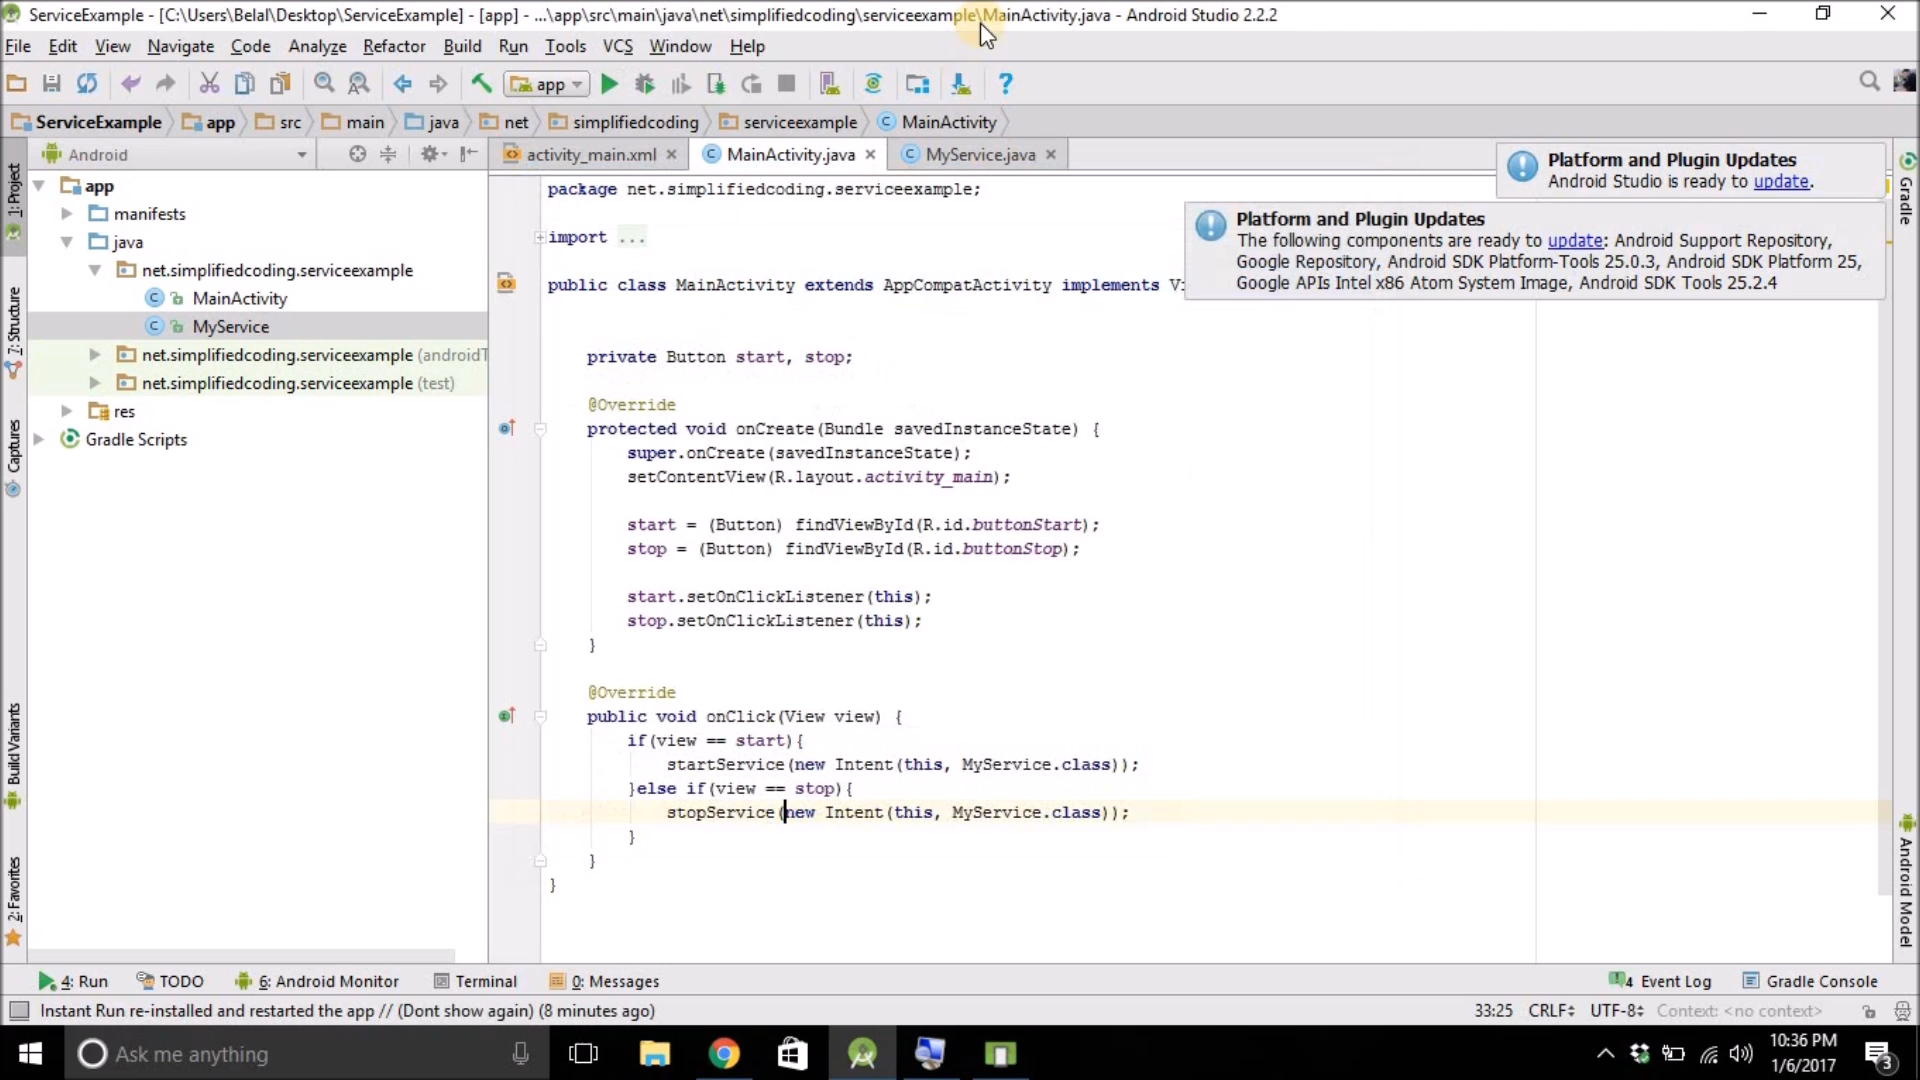 ServiceExample - [C:\Users\Belal\Desktop\ServiceExample] - [app] - ...\app\src\main\java\net\simplifiedcoding\serviceexample\MainActivity.java - Android Studio 2.2.2
File Edit View Navigate Code Analyze Refactor Build Run Tools VCS Window Help
app
ServiceExample app src main java net simplifiedcoding serviceexample MainActivity
Android
activity_main.xml MainActivity.java MyService.java
1: Project
7: Structure
Captures
Build Variants
2: Favorites
app
manifests
java
net.simplifiedcoding.serviceexample
MainActivity
MyService
net.simplifiedcoding.serviceexample (androidT
net.simplifiedcoding.serviceexample (test)
res
Gradle Scripts
package net.simplifiedcoding.serviceexample;
import ...
public class MainActivity extends AppCompatActivity implements Vi
private Button start, stop;
@Override
protected void onCreate(Bundle savedInstanceState) {
super.onCreate(savedInstanceState);
setContentView(R.layout.activity_main);
start = (Button) findViewById(R.id.buttonStart);
stop = (Button) findViewById(R.id.buttonStop);
start.setOnClickListener(this);
stop.setOnClickListener(this);
}
@Override
public void onClick(View view) {
if(view == start){
startService(new Intent(this, MyService.class));
}else if(view == stop){
stopService(new Intent(this, MyService.class));
}
}
}
Platform and Plugin Updates
Android Studio is ready to update.
Platform and Plugin Updates
The following components are ready to update: Android Support Repository,
Google Repository, Android SDK Platform-Tools 25.0.3, Android SDK Platform 25,
Google APIs Intel x86 Atom System Image, Android SDK Tools 25.2.4
Gradle
Android Model
4: Run TODO 6: Android Monitor Terminal 0: Messages 4 Event Log Gradle Console
Instant Run re-installed and restarted the app // (Dont show again) (8 minutes ago) 33:25 CRLF UTF-8 Context: <no context>
Ask me anything
10:36 PM
1/6/2017
3